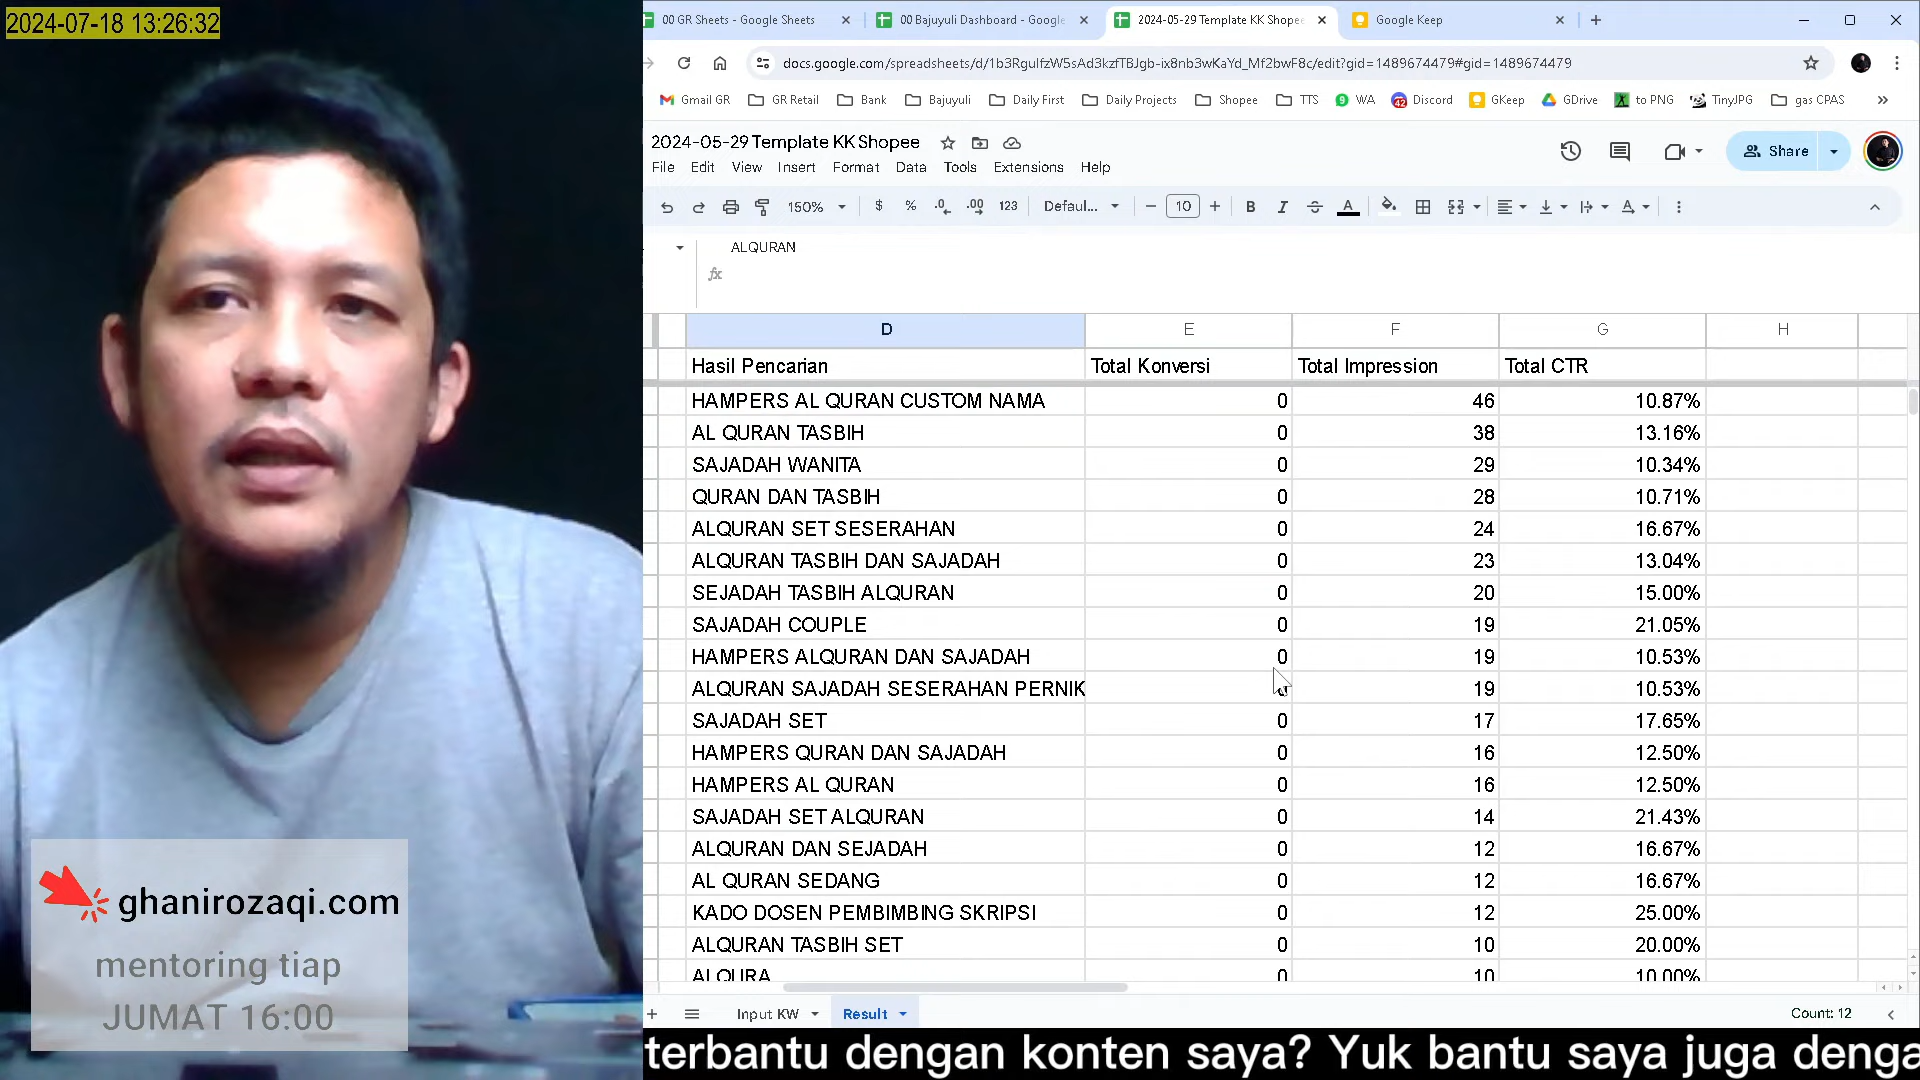 2024-07-18 13:26:32
00 GR Sheets - Google Sheets
00 Bajuyuli Dashboard - Google
2024-05-29 Template KK Shopee
Google Keep
docs.google.com/spreadsheets/d/1b3RgulfzW5sAd3kzfTBJgb-ix8nb3wKaYd_Mf2bwF8c/edit?gid=1489674479#gid=1489674479
Gmail GR GR Retail Bank Bajuyuli Daily First Daily Projects Shopee TTS 9 WA 42 Discord GKeep GDrive to PNG TinyJPG gas CPAS
2024-05-29 Template KK Shopee
File Edit View Insert Format Data Tools Extensions Help
Share
150% $ % .0 .00 123 Defaul... 10 B I A
ALQURAN
fx
D E F G H
Hasil Pencarian Total Konversi Total Impression Total CTR
HAMPERS AL QURAN CUSTOM NAMA 0 46 10.87%
AL QURAN TASBIH 0 38 13.16%
SAJADAH WANITA 0 29 10.34%
QURAN DAN TASBIH 0 28 10.71%
ALQURAN SET SESERAHAN 0 24 16.67%
ALQURAN TASBIH DAN SAJADAH 0 23 13.04%
SEJADAH TASBIH ALQURAN 0 20 15.00%
SAJADAH COUPLE 0 19 21.05%
HAMPERS ALQURAN DAN SAJADAH 0 19 10.53%
ALQURAN SAJADAH SESERAHAN PERNIK 0 19 10.53%
SAJADAH SET 0 17 17.65%
HAMPERS QURAN DAN SAJADAH 0 16 12.50%
HAMPERS AL QURAN 0 16 12.50%
SAJADAH SET ALQURAN 0 14 21.43%
ALQURAN DAN SEJADAH 0 12 16.67%
AL QURAN SEDANG 0 12 16.67%
KADO DOSEN PEMBIMBING SKRIPSI 0 12 25.00%
ALQURAN TASBIH SET 0 10 20.00%
ALQURA 0 10 10.00%
Input KW Result Count: 12
ghanirozaqi.com
mentoring tiap
JUMAT 16:00
terbantu dengan konten saya? Yuk bantu saya juga denga